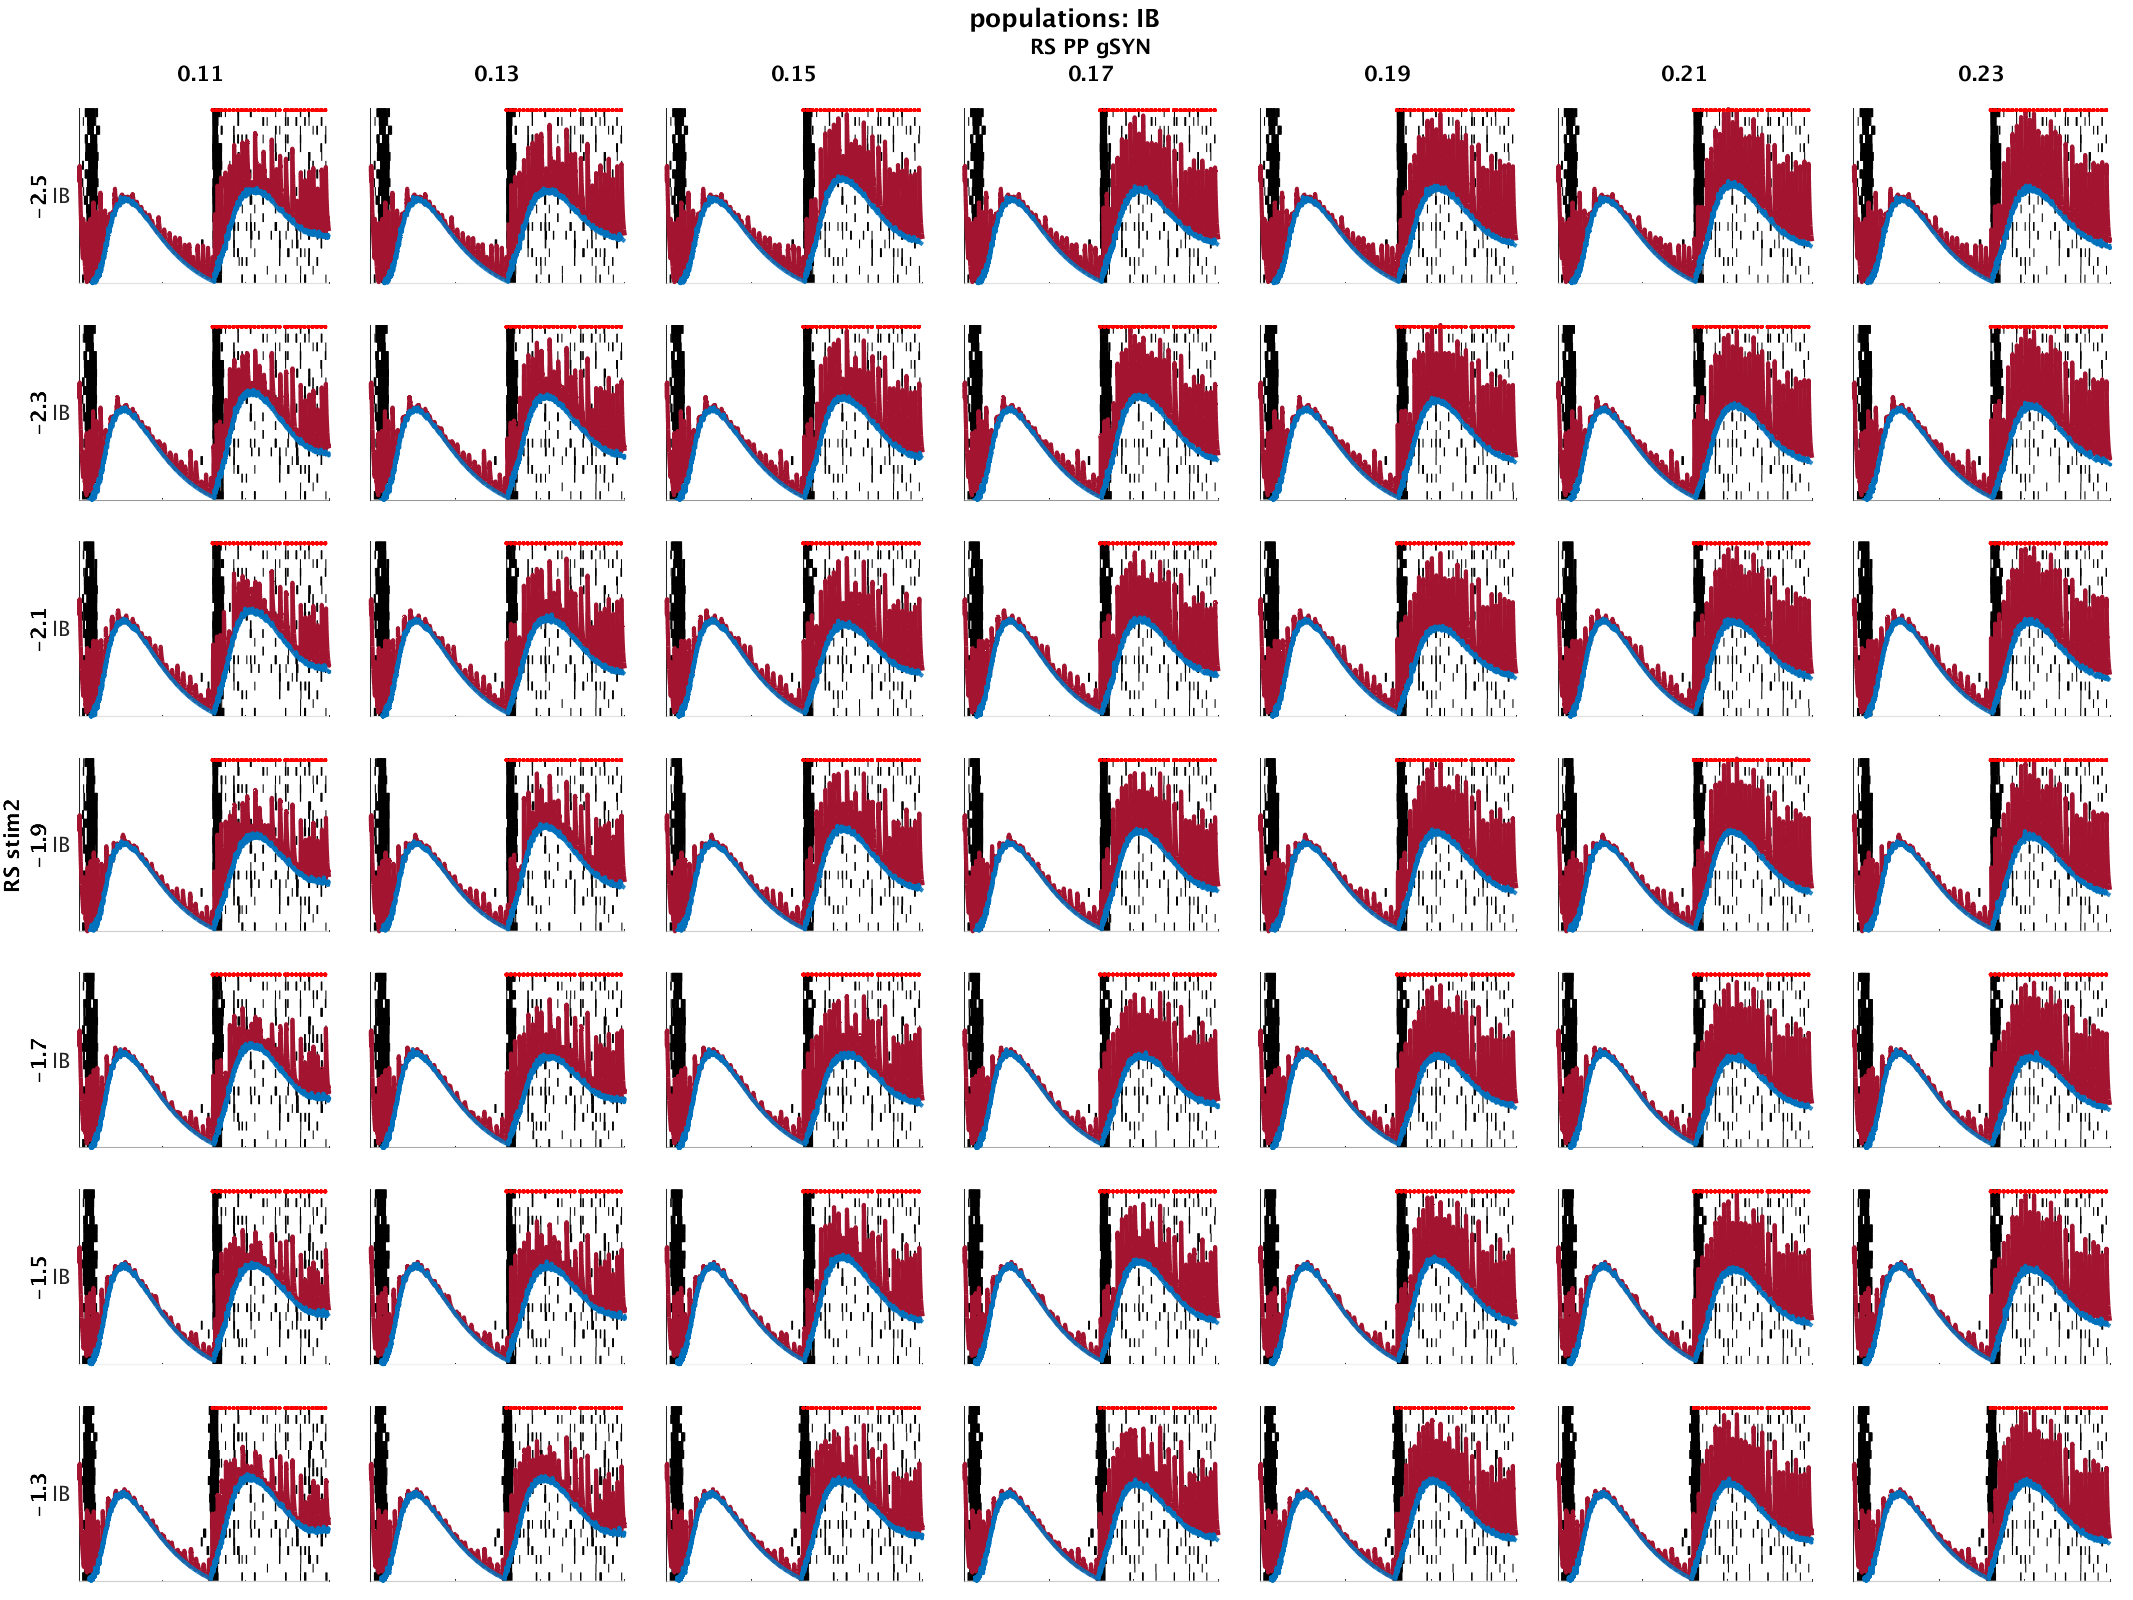 populations: IB
RS PP gSYN
0.11 0.13 0.15 0.17 0.19 0.21 0.23
-2.5 IB
-2.3 IB
-2.1 IB
RS stim2
-1.9 IB
-1.7 IB
-1.5 IB
-1.3 IB